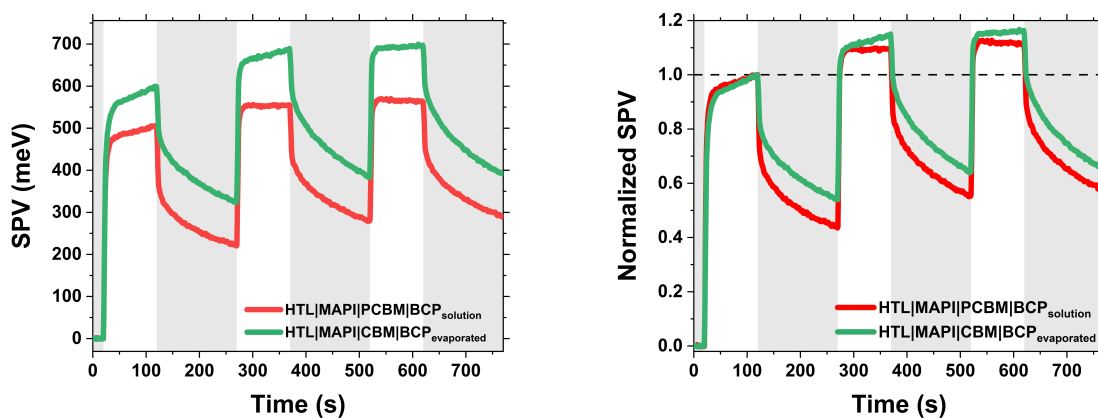 SPV (meV)
700
600
500
400
300
200
100
0
HTL|MAPI|PCBM|BCPsolution
HTL|MAPI|CBM|BCPevaporated
0 100 200 300 400 500 600 700
Time (s)
Normalized SPV
1.2
1.0
0.8
0.6
0.4
0.2
0.0
HTL|MAPI|PCBM|BCPsolution
HTL|MAPI|CBM|BCPevaporated
0 100 200 300 400 500 600 700
Time (s)